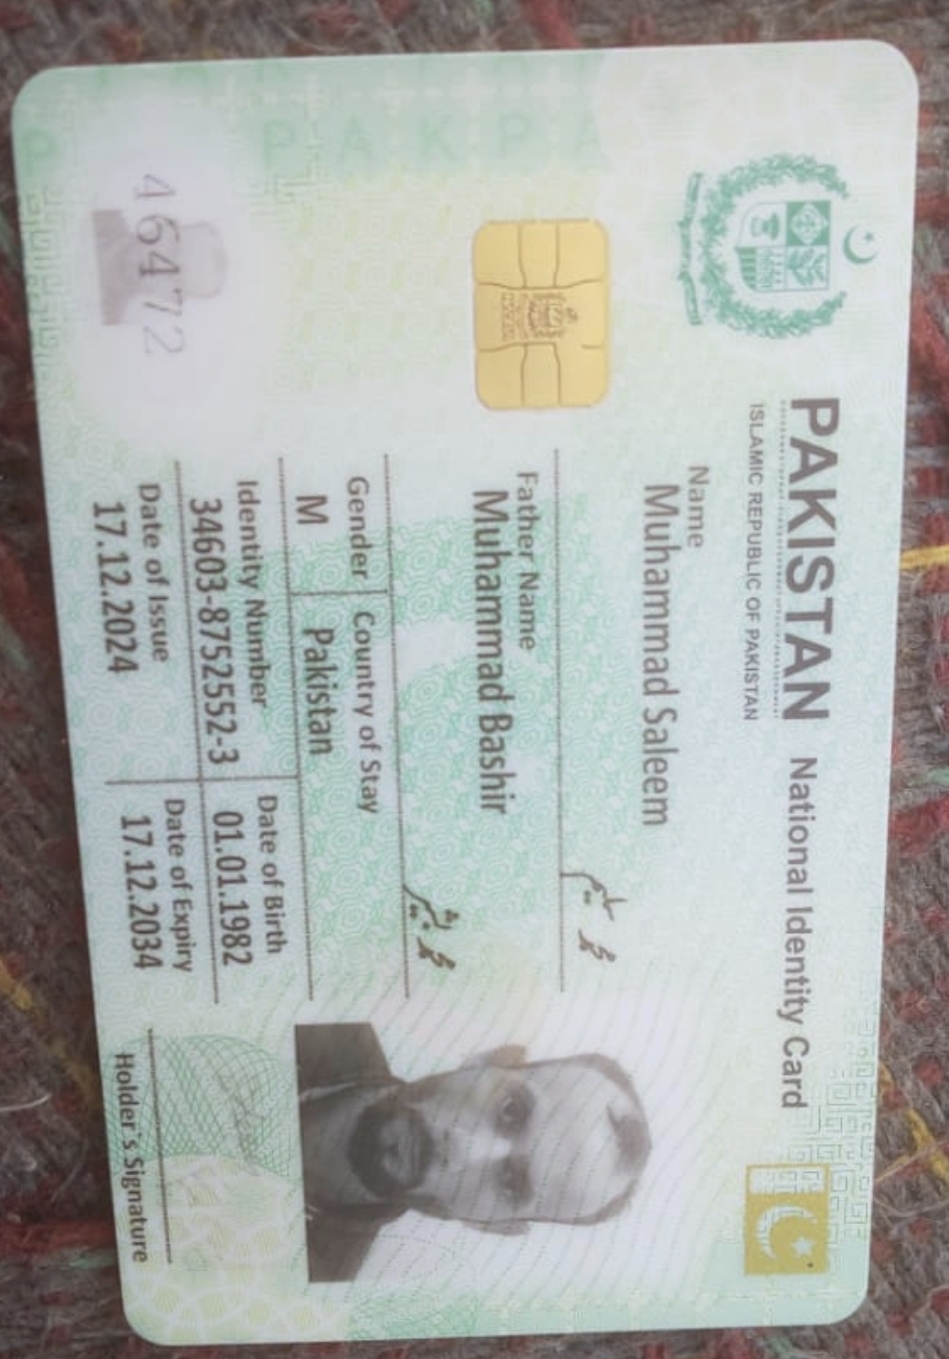 PAKISTAN National Identity Card
ISLAMIC REPUBLIC OF PAKISTAN
Name
Muhammad Saleem
Father Name
Muhammad Bashir
Gender Country of Stay
M Pakistan
Identity Number Date of Birth
34603-8752552-3 01.01.1982
Date of Issue Date of Expiry
17.12.2024 17.12.2034
Holder's Signature
46472